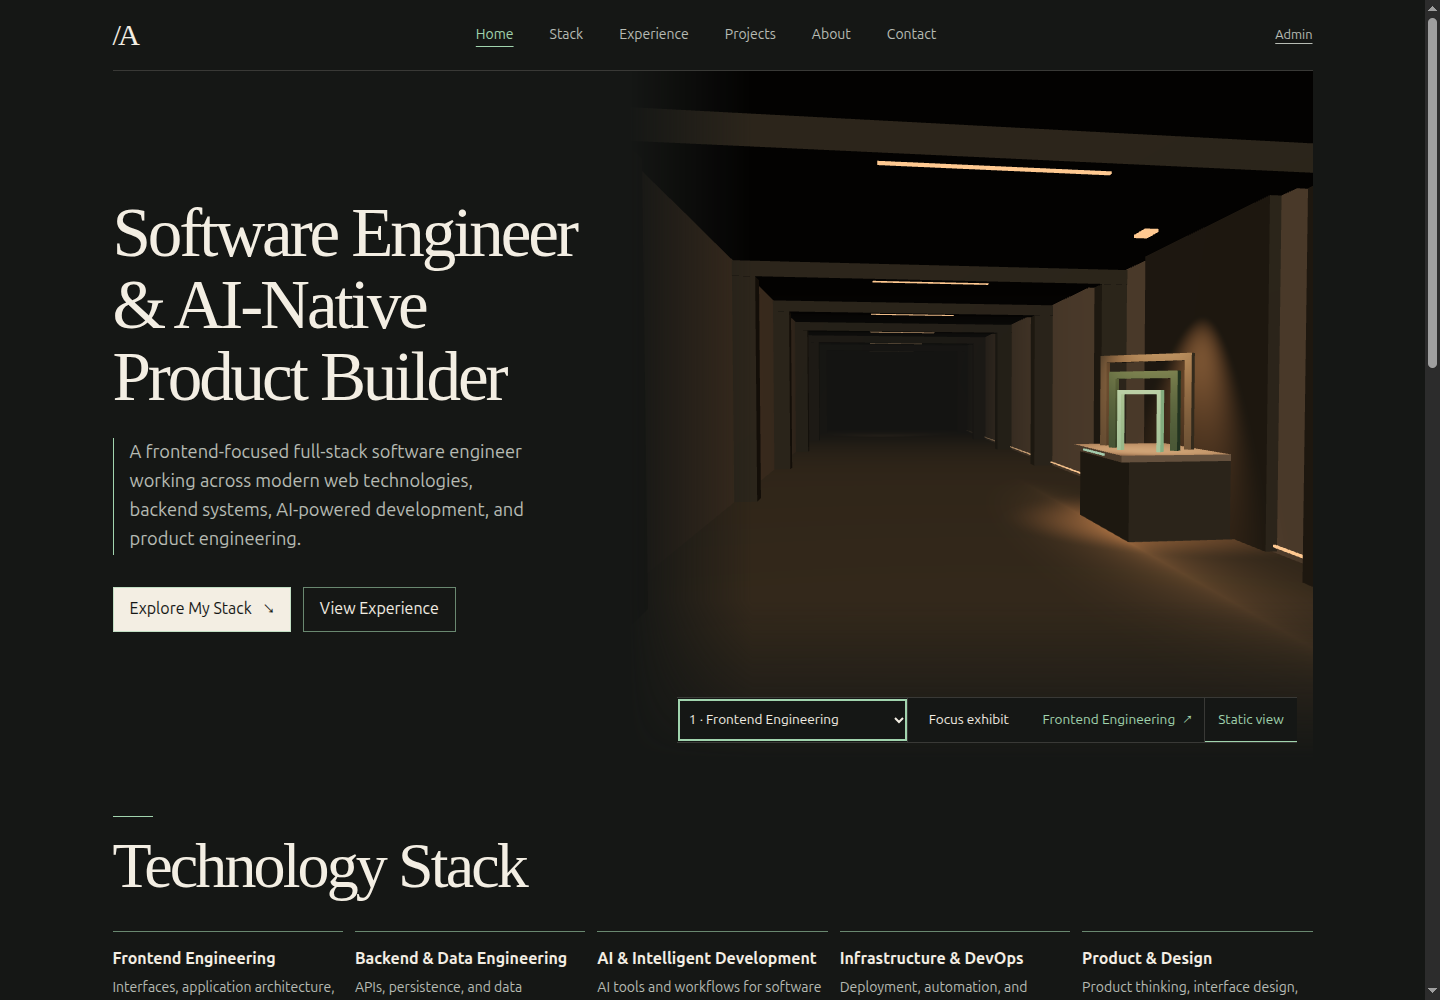 /A
Home
Stack
Experience
Projects
About
Contact
Admin
Software Engineer
& AI-Native
Product Builder
A frontend-focused full-stack software engineer
working across modern web technologies,
backend systems, AI-powered development, and
product engineering.
Explore My Stack ↘
View Experience
1 · Frontend Engineering
Focus exhibit
Frontend Engineering ↗
Static view
Technology Stack
Frontend Engineering
Interfaces, application architecture,
Backend & Data Engineering
APIs, persistence, and data
AI & Intelligent Development
AI tools and workflows for software
Infrastructure & DevOps
Deployment, automation, and
Product & Design
Product thinking, interface design,